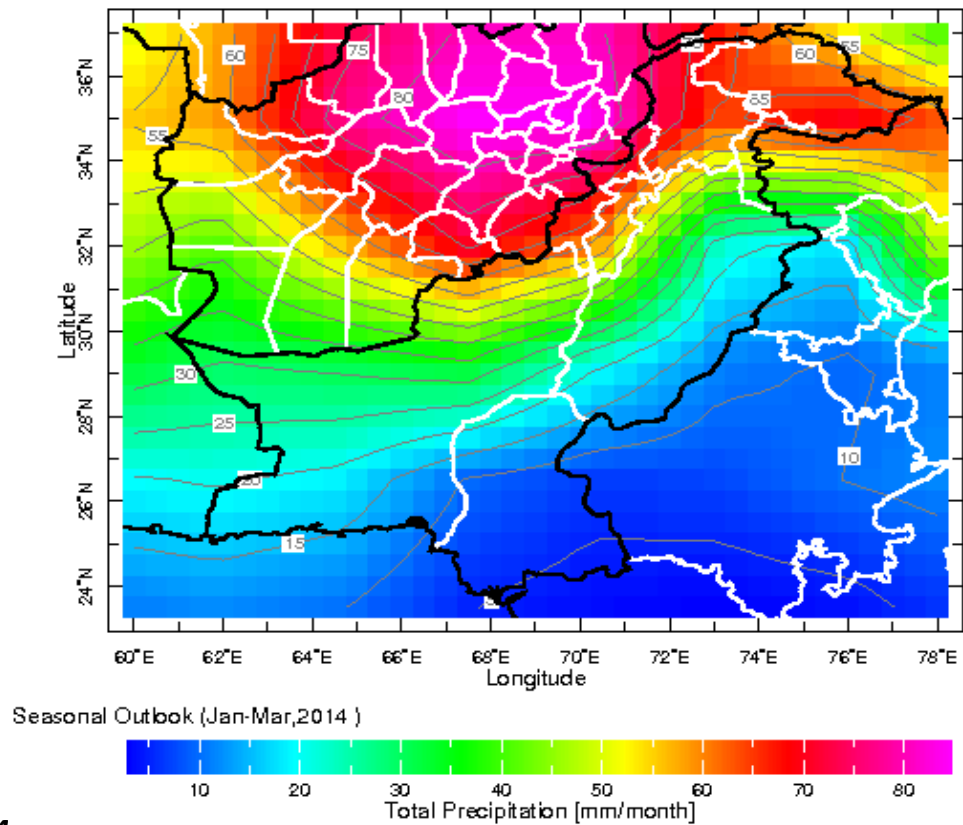 36°N
34°N
32°N
30°N
28°N
26°N
24°N
Latitude
60
75
80
55
60
55
65
30
25
20
15
10
60°E 62°E 64°E 66°E 68°E 70°E 72°E 74°E 76°E 78°E
Longitude
Seasonal Outlook (Jan-Mar,2014 )
10 20 30 40 50 60 70 80
Total Precipitation [mm/month]